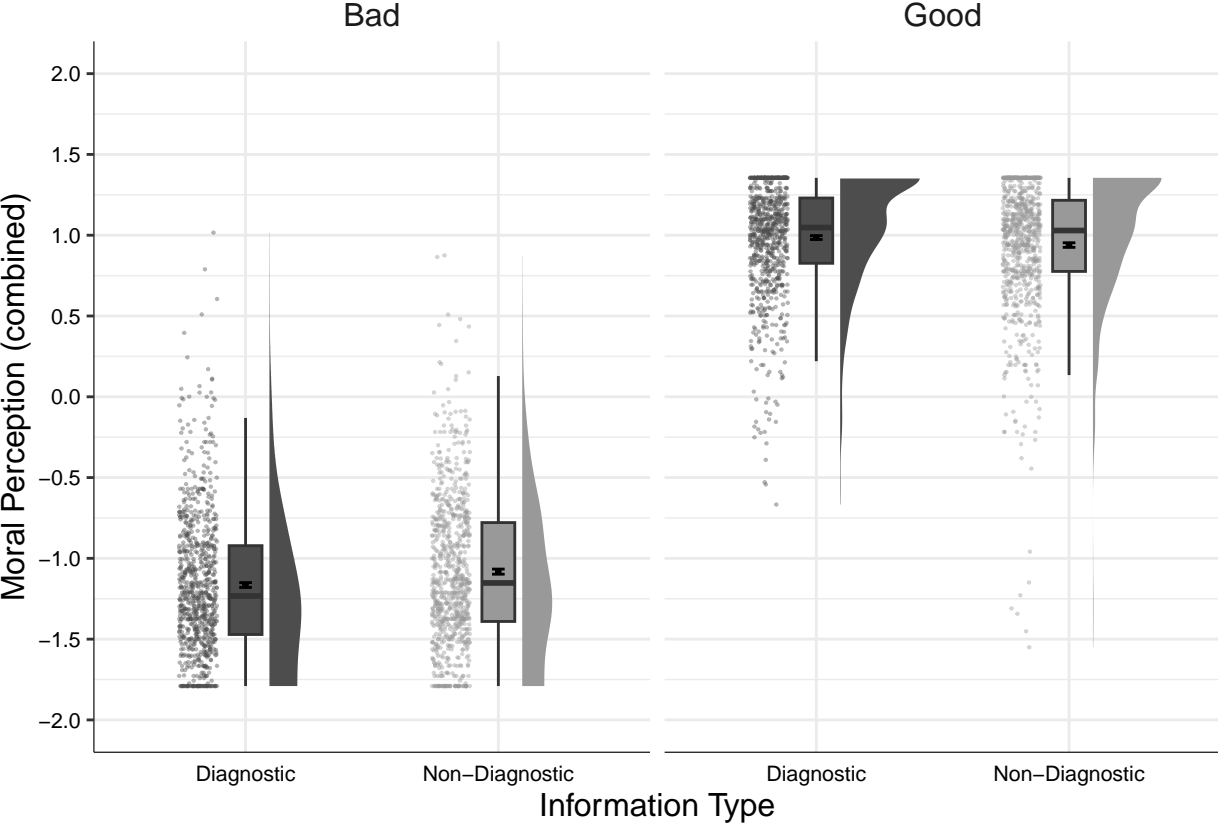 Bad
Good
Moral Perception (combined)
2.0
1.5
1.0
0.5
0.0
−0.5
−1.0
−1.5
−2.0
Diagnostic
Non−Diagnostic
Diagnostic
Non−Diagnostic
Information Type